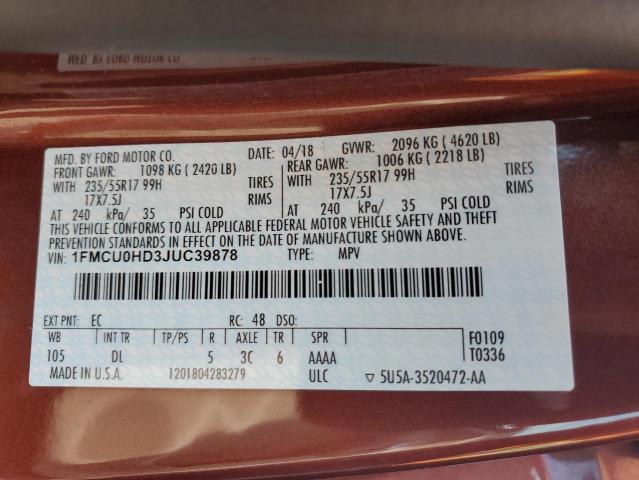 MFD. BY FORD MOTOR CO.
DATE: 04/18 GVWR: 2096 KG ( 4620 LB)
FRONT GAWR: 1098 KG ( 2420 LB)
REAR GAWR: 1006 KG ( 2218 LB)
WITH 235/55R17 99H TIRES
WITH 235/55R17 99H TIRES
17X7.5J RIMS
17X7.5J RIMS
AT 240 kPa/ 35 PSI COLD
AT 240 kPa/ 35 PSI COLD
THIS VEHICLE CONFORMS TO ALL APPLICABLE FEDERAL MOTOR VEHICLE SAFETY AND THEFT
PREVENTION STANDARDS IN EFFECT ON THE DATE OF MANUFACTURE SHOWN ABOVE.
VIN: 1FMCU0HD3JUC39878 TYPE: MPV
EXT PNT: EC RC: 48 DSO:
WB INT TR TP/PS R AXLE TR SPR
105 DL 5 3C 6 AAAA
F0109
T0336
MADE IN U.S.A. 1201804283279 ULC ▽ 5U5A-3520472-AA